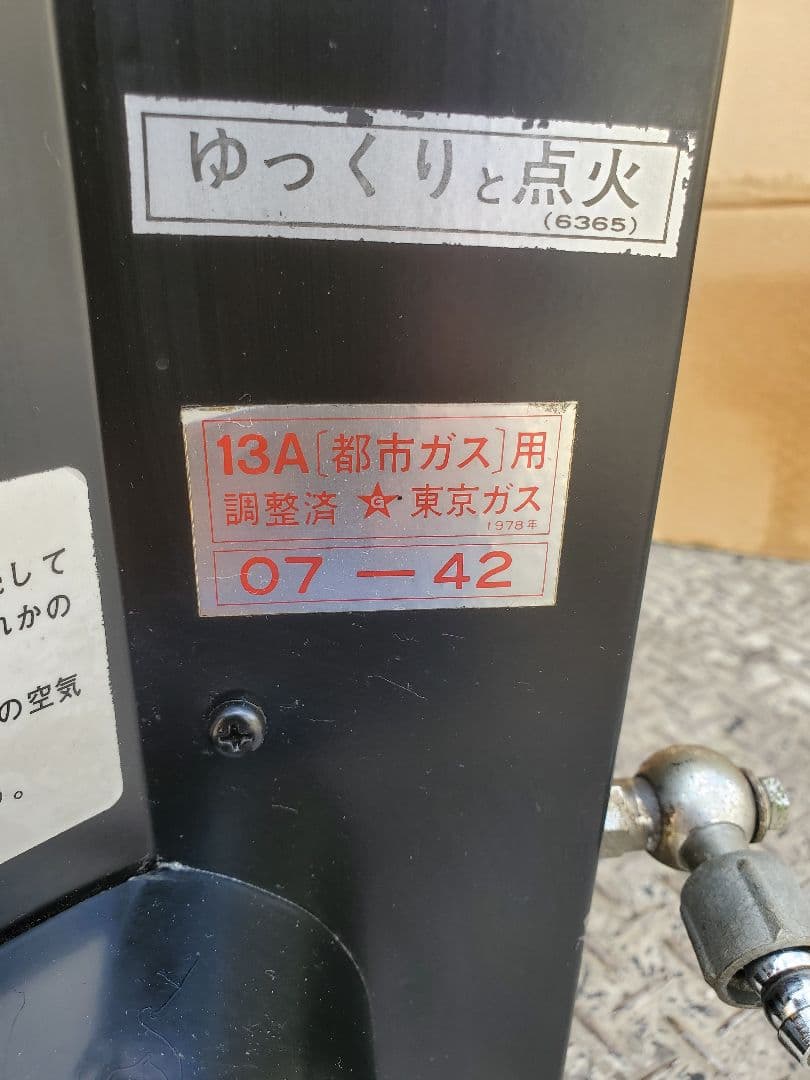 ゆっくりと点火
(6365)
13A[都市ガス]用
調整済 G 東京ガス
1978年
07 — 42
して
かの
の空気
。